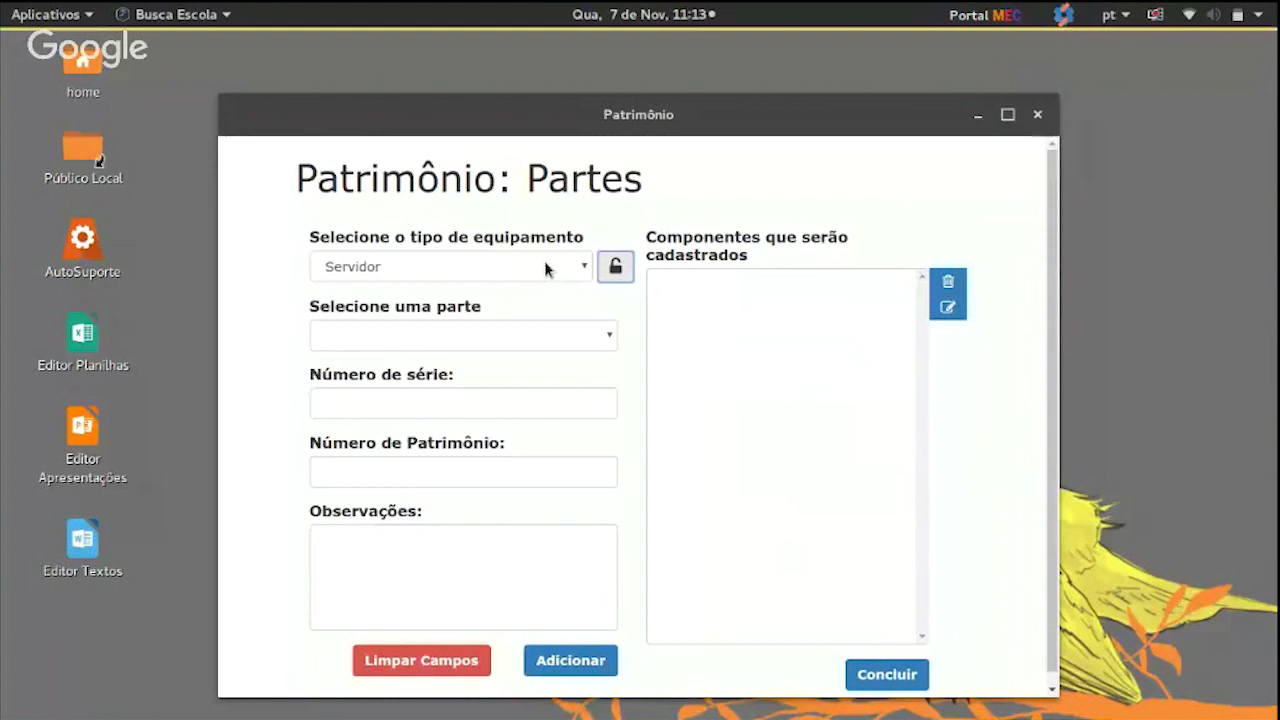 Aplicativos Busca Escola Qua, 7 de Nov, 11:13 Portal MEC pt
Google
home
Público Local
AutoSuporte
Editor Planilhas
Editor
Apresentações
Editor Textos
Patrimônio
Patrimônio: Partes
Selecione o tipo de equipamento
Servidor
Selecione uma parte
Número de série:
Número de Patrimônio:
Observações:
Limpar Campos
Adicionar
Componentes que serão
cadastrados
Concluir